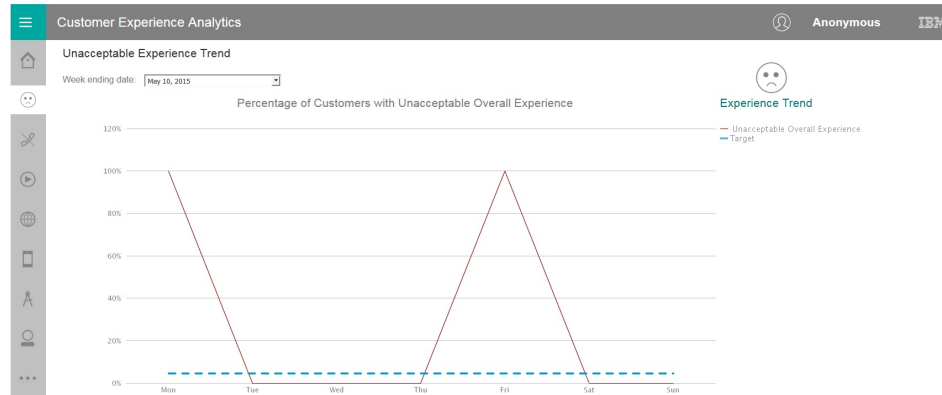 Customer Experience Analytics
Anonymous
IBM
Unacceptable Experience Trend
Week ending date: May 10, 2015
Percentage of Customers with Unacceptable Overall Experience
Experience Trend
Unacceptable Overall Experience
Target
120%
100%
80%
60%
40%
20%
0%
Mon Tue Wed Thu Fri Sat Sun